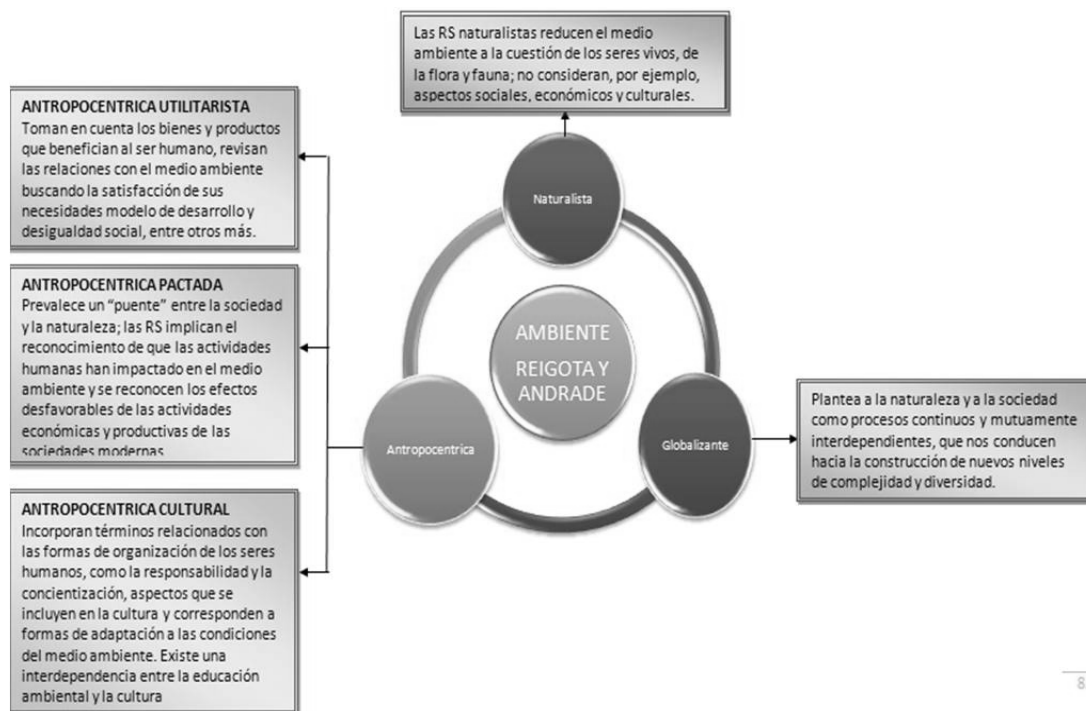 Las RS naturalistas reducen el medio
ambiente a la cuestión de los seres vivos, de
la flora y fauna; no consideran, por ejemplo,
aspectos sociales, económicos y culturales.
ANTROPOCENTRICA UTILITARISTA
Toman en cuenta los bienes y productos
que benefician al ser humano, revisan
las relaciones con el medio ambiente
buscando la satisfacción de sus
necesidades modelo de desarrollo y
desigualdad social, entre otros más.
ANTROPOCENTRICA PACTADA
Prevalece un “puente” entre la sociedad
y la naturaleza; las RS implican el
reconocimiento de que las actividades
humanas han impactado en el medio
ambiente y se reconocen los efectos
desfavorables de las actividades
económicas y productivas de las
sociedades modernas
ANTROPOCENTRICA CULTURAL
Incorporan términos relacionados con
las formas de organización de los seres
humanos, como la responsabilidad y la
concientización, aspectos que se
incluyen en la cultura y corresponden a
formas de adaptación a las condiciones
del medio ambiente. Existe una
interdependencia entre la educación
ambiental y la cultura
Naturalista
AMBIENTE
REIGOTA Y
ANDRADE
Antropocentrica
Globalizante
Plantea a la naturaleza y a la sociedad
como procesos continuos y mutuamente
interdependientes, que nos conducen
hacia la construcción de nuevos niveles
de complejidad y diversidad.
8